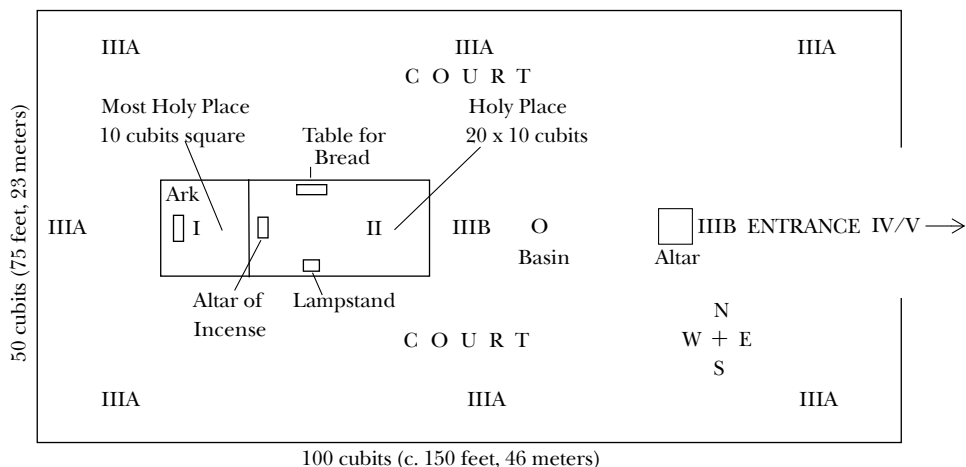 IIIA IIIA IIIA
C O U R T
Most Holy Place
10 cubits square
Holy Place
20 x 10 cubits
Table for
Bread
50 cubits (75 feet, 23 meters)
Ark
IIIA I II IIIB O IIIB ENTRANCE IV/V
Basin
Altar
Altar of
Incense
Lampstand
C O U R T
N
W + E
S
IIIA IIIA IIIA
100 cubits (c. 150 feet, 46 meters)